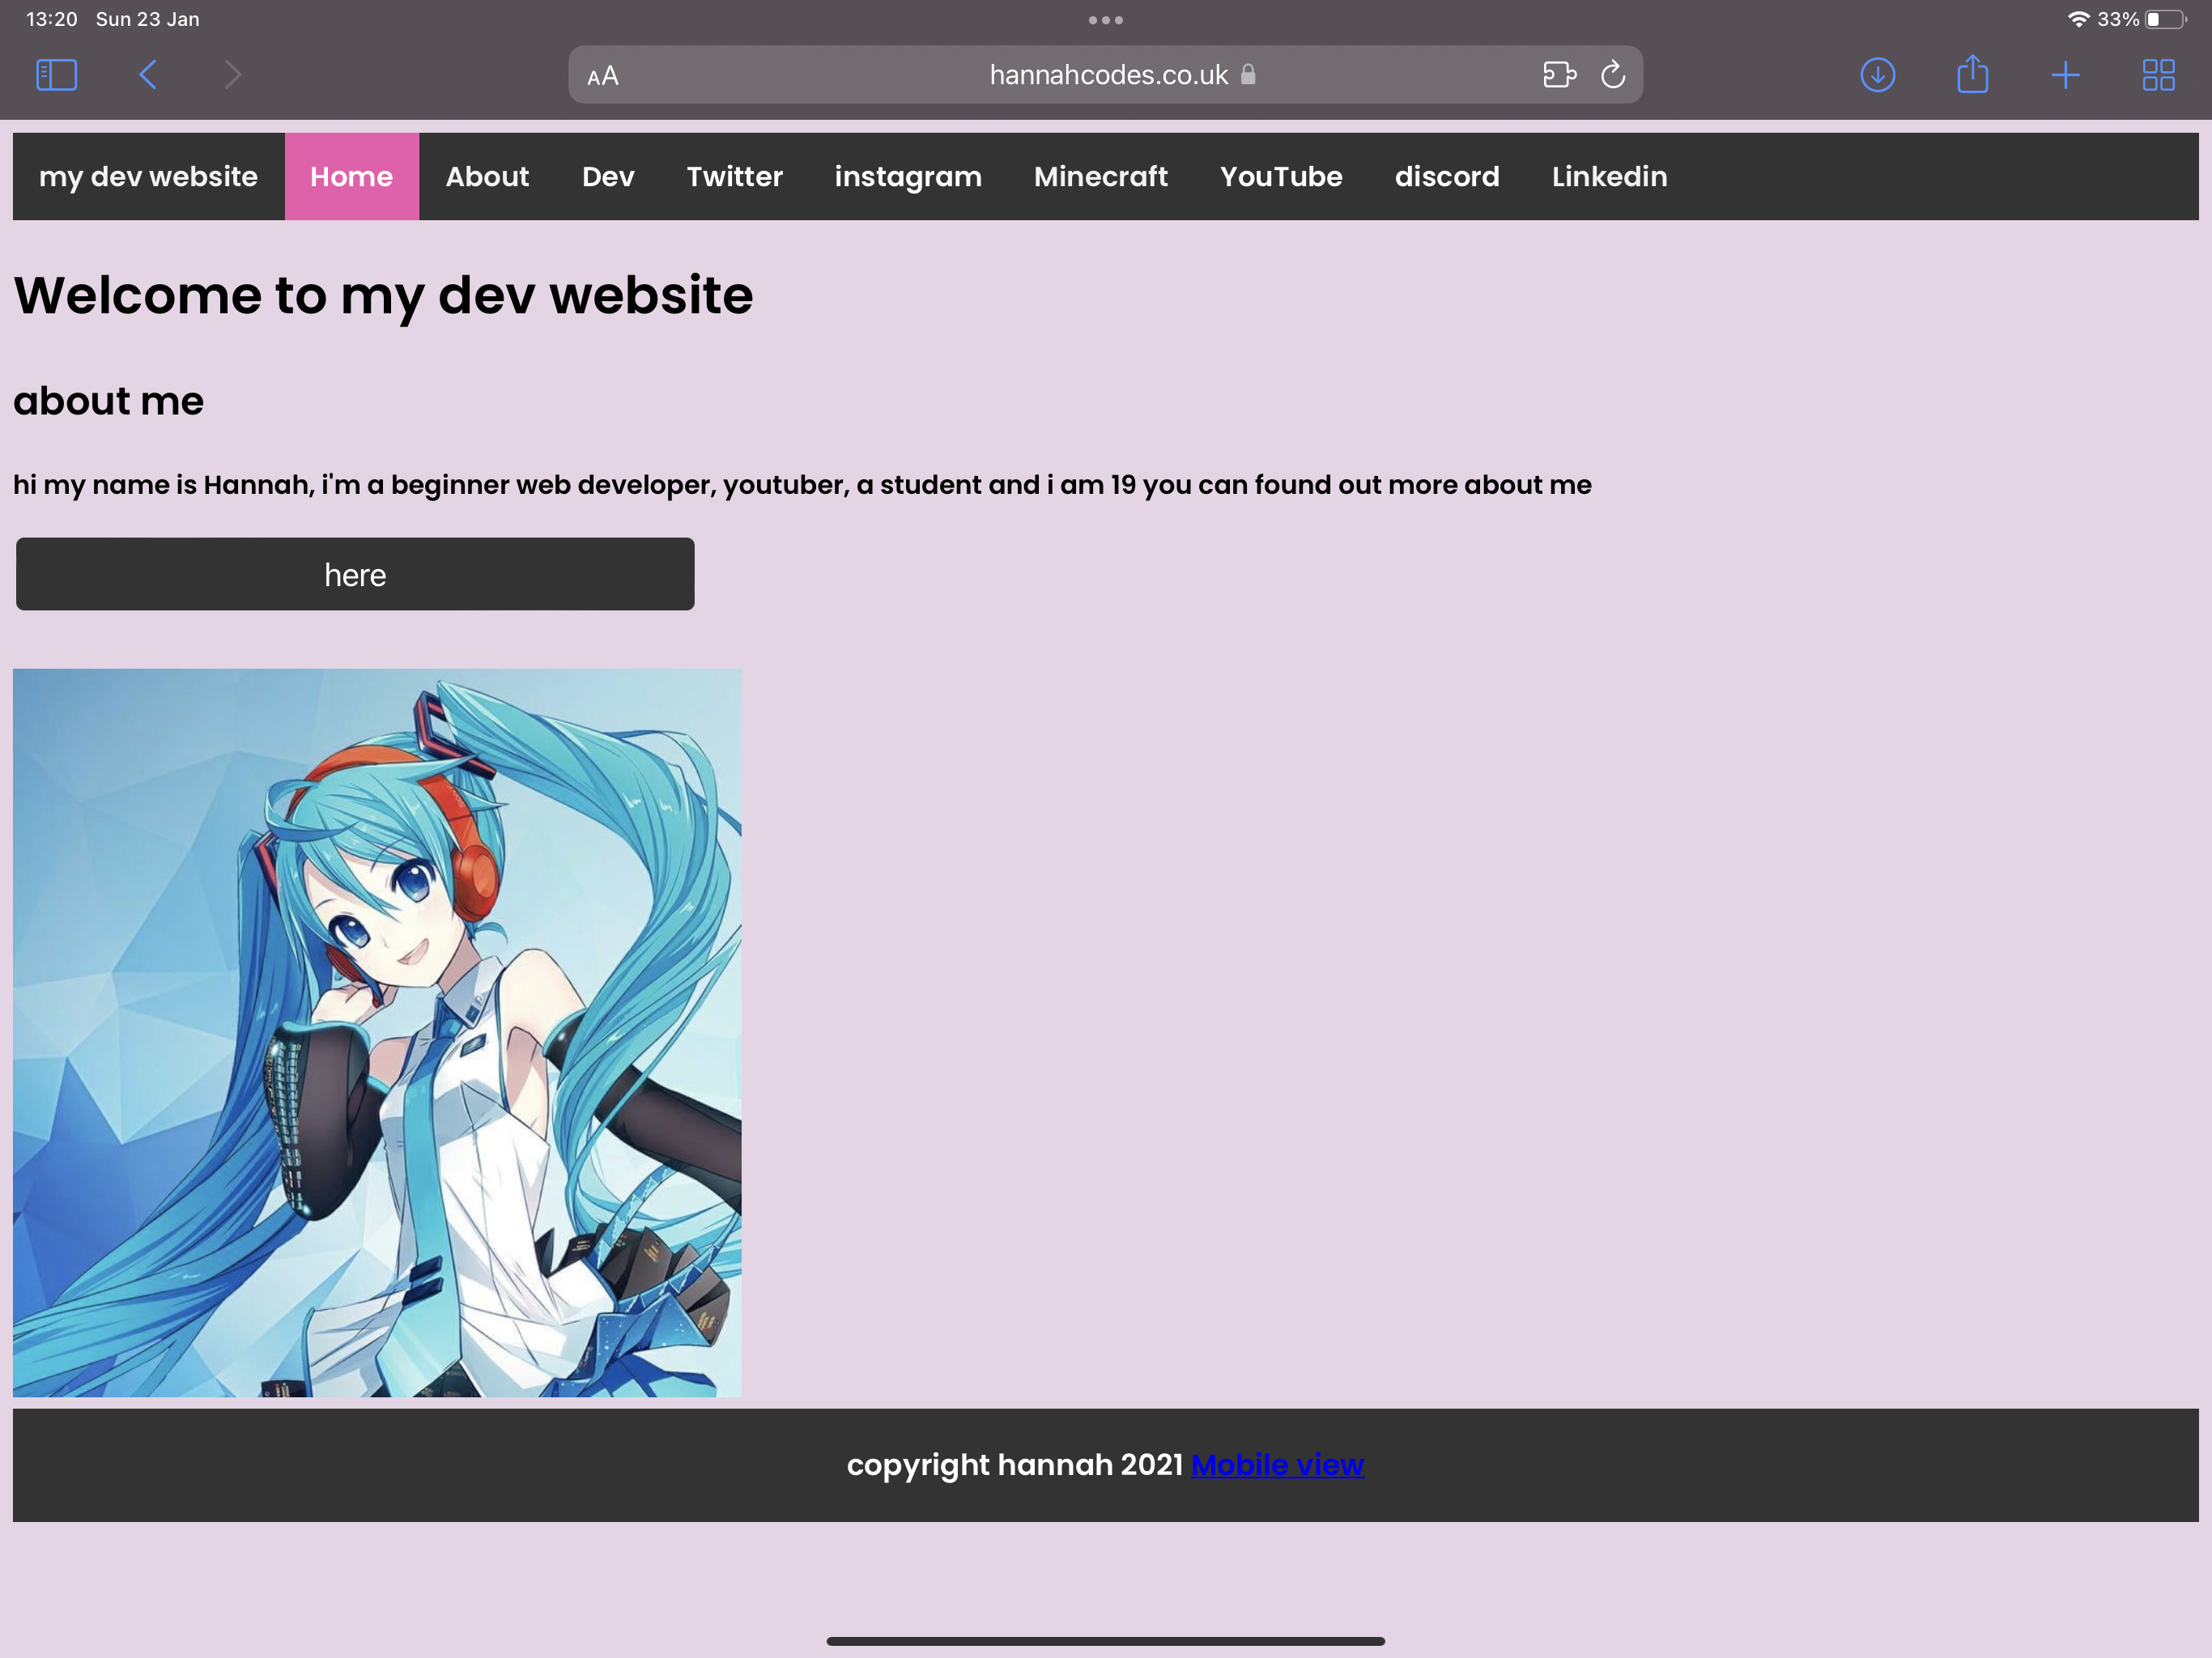 13:20 Sun 23 Jan 33%
AA hannahcodes.co.uk
my dev website Home About Dev Twitter instagram Minecraft YouTube discord Linkedin
Welcome to my dev website
about me
hi my name is Hannah, i'm a beginner web developer, youtuber, a student and i am 19 you can found out more about me
here
copyright hannah 2021 Mobile view